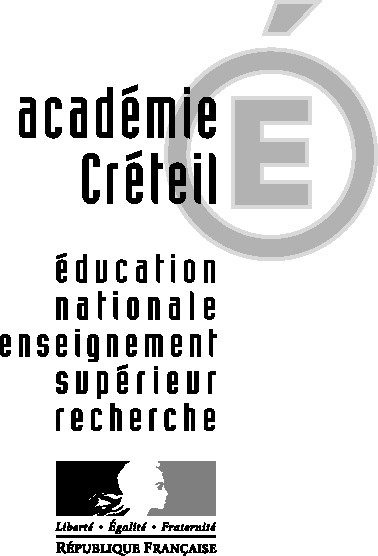 É
académie
Créteil
éducation
nationale
enseignement
supérieur
recherche
Liberté • Égalité • Fraternité
RÉPUBLIQUE FRANÇAISE